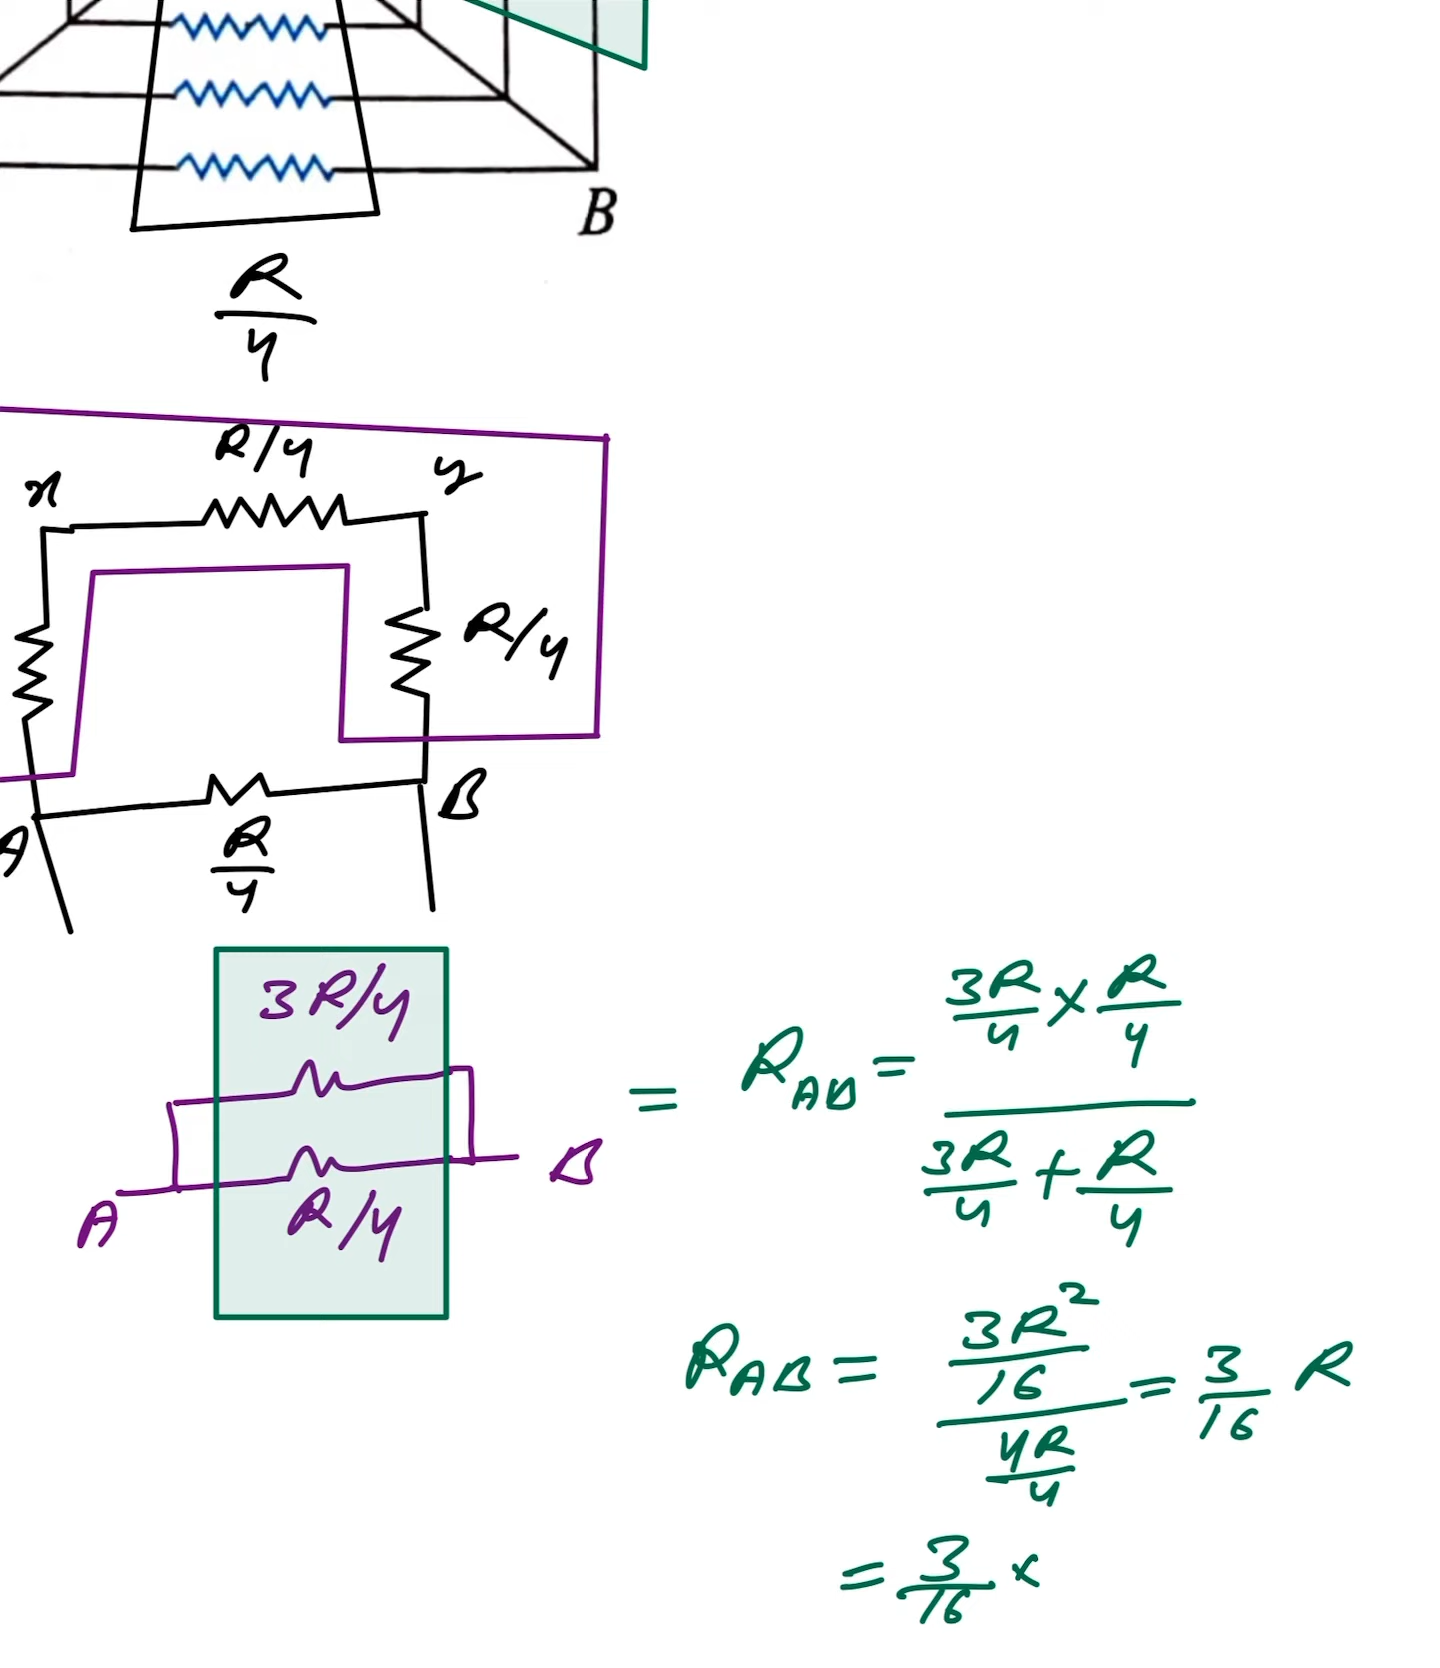 B
R/4
R/4
x y
R/4
A B
R/4
3R/4
A B
R/4
= R_AB = (3R/4 × R/4) / (3R/4 + R/4)
R_AB = (3R²/16) / (4R/4) = 3/16 R
= 3/16 ×